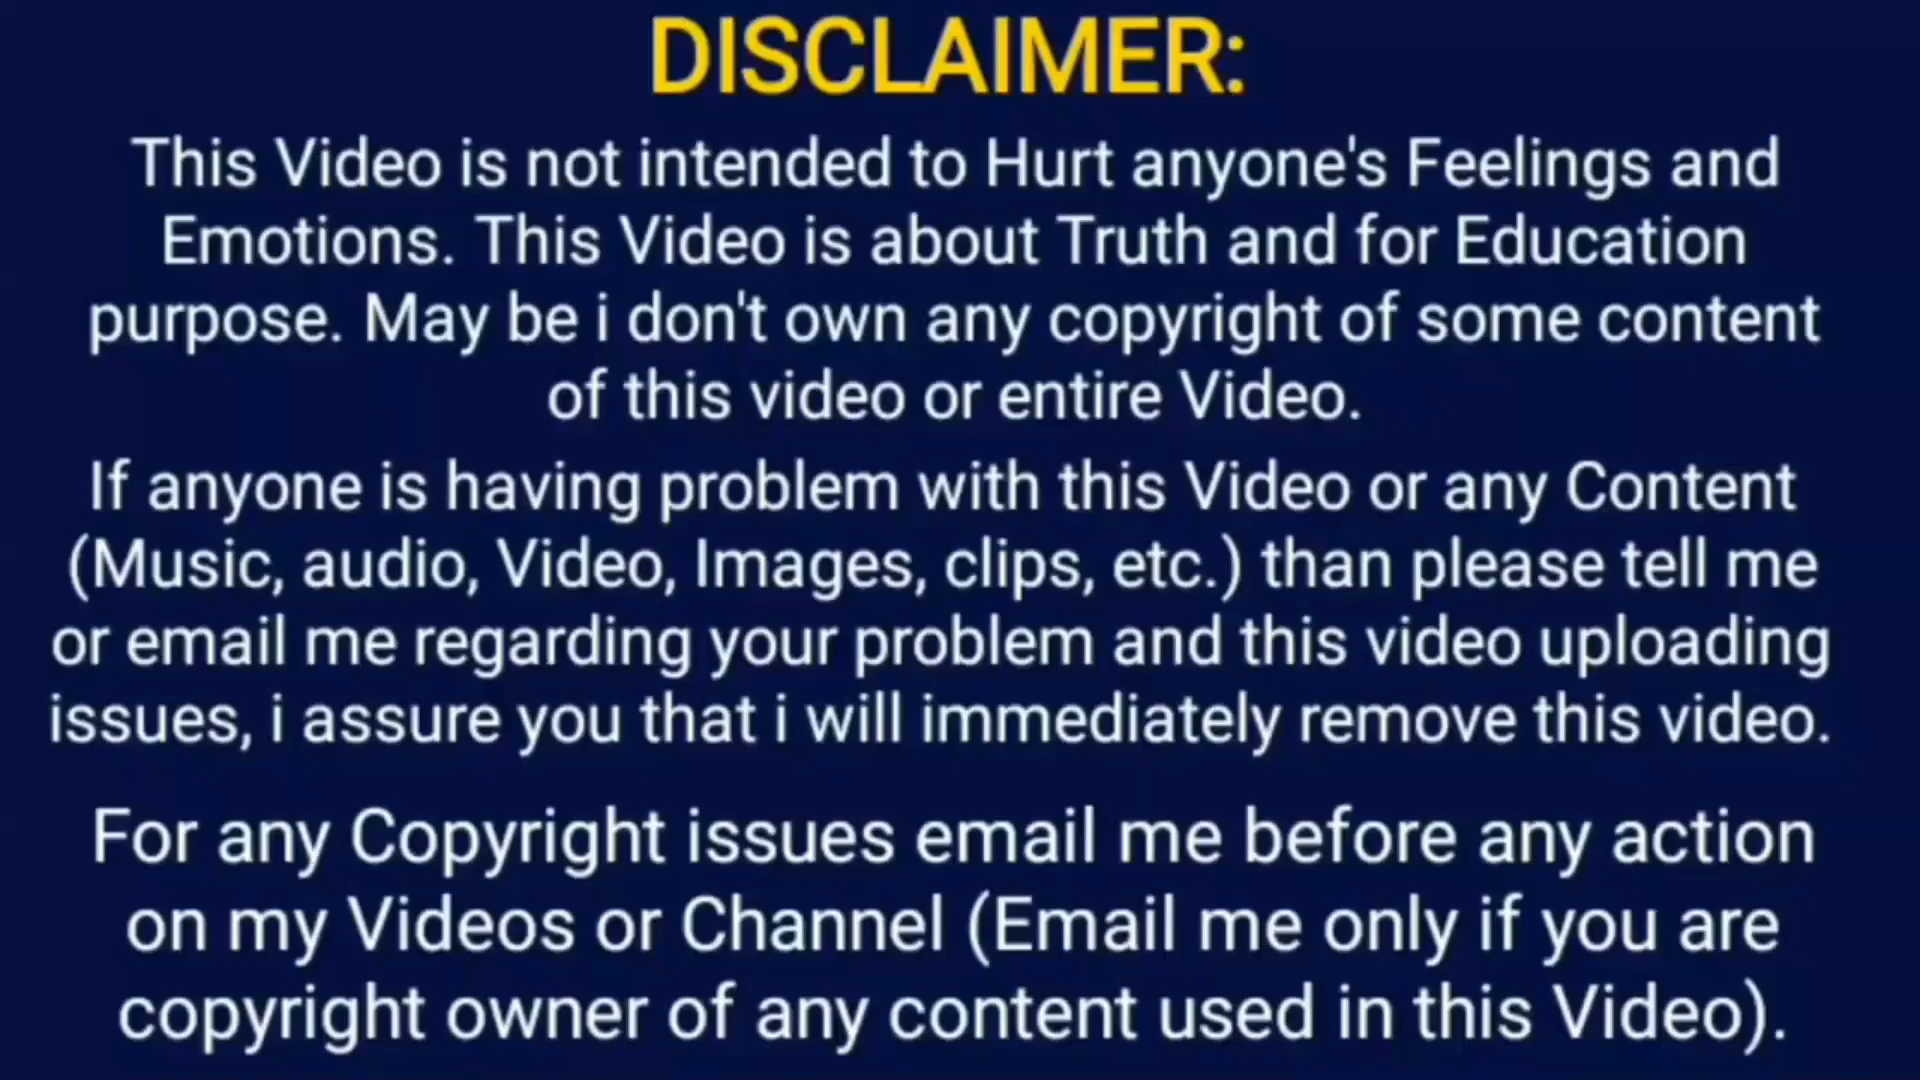 DISCLAIMER:
This Video is not intended to Hurt anyone's Feelings and
Emotions. This Video is about Truth and for Education
purpose. May be i don't own any copyright of some content
of this video or entire Video.
If anyone is having problem with this Video or any Content
(Music, audio, Video, Images, clips, etc.) than please tell me
or email me regarding your problem and this video uploading
issues, i assure you that i will immediately remove this video.
For any Copyright issues email me before any action
on my Videos or Channel (Email me only if you are
copyright owner of any content used in this Video).